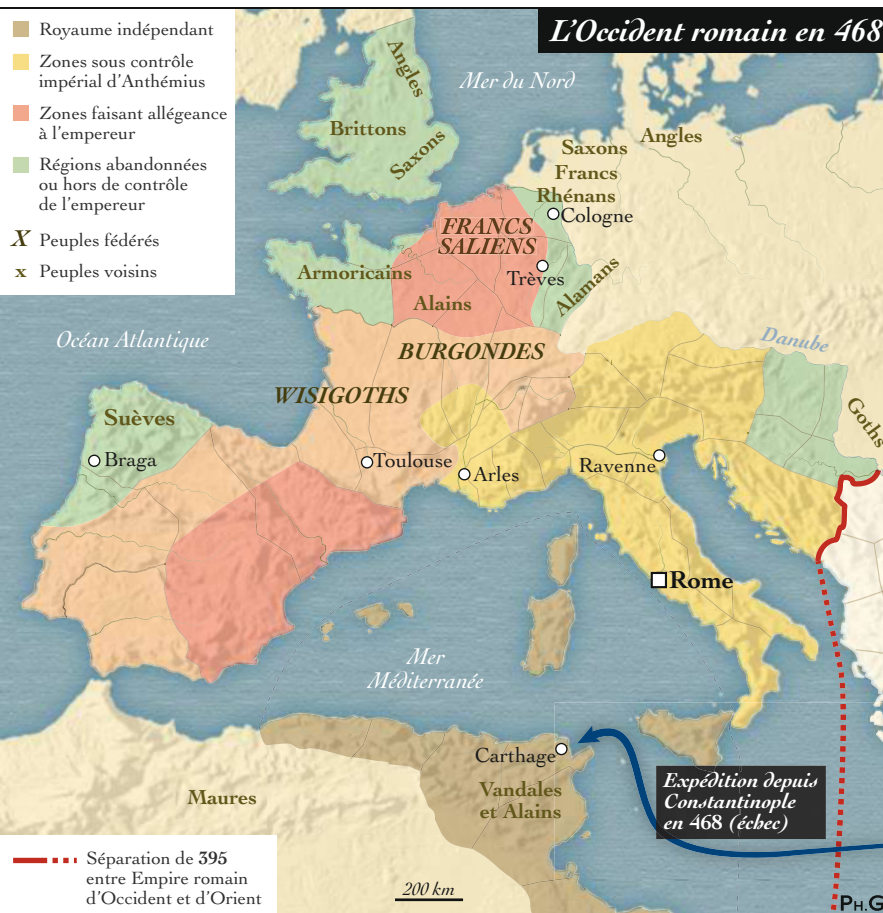 L'Occident romain en 468
Royaume indépendant
Zones sous contrôle
impérial d'Anthémius
Zones faisant allégeance
à l'empereur
Régions abandonnées
ou hors de contrôle
de l'empereur
X Peuples fédérés
x Peuples voisins
Mer du Nord
Angles
Brittons
Saxons
Angles
Saxons
Francs
Rhénans
Cologne
FRANCS
SALIENS
Trèves
Alamans
Armoricains
Alains
Océan Atlantique
BURGONDES
Danube
WISIGOTHS
Goths
Suèves
Braga
Toulouse
Arles
Ravenne
Rome
Mer
Méditerranée
Carthage
Vandales
et Alains
Maures
Expédition depuis
Constantinople
en 468 (échec)
Séparation de 395
entre Empire romain
d'Occident et d'Orient
200 km
PH.G